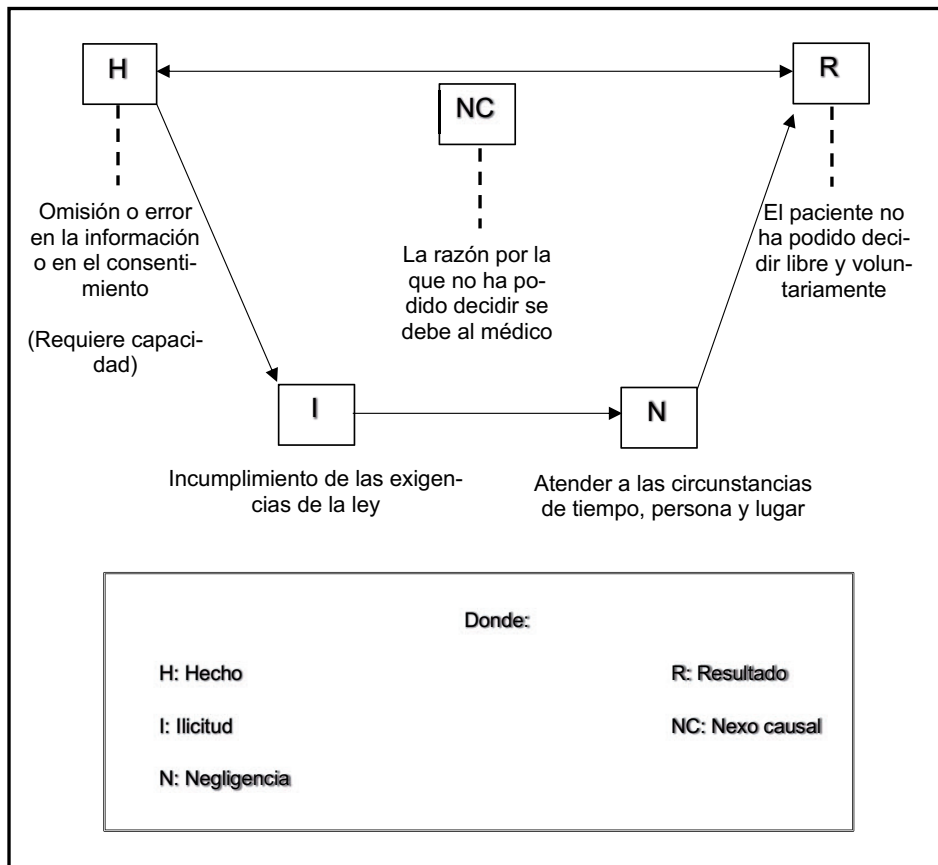 H
R
NC
Omisión o error
en la información
o en el consenti-
miento
(Requiere capaci-
dad)
La razón por la
que no ha po-
dido decidir se
debe al médico
El paciente no
ha podido deci-
dir libre y volun-
tariamente
I
N
Incumplimiento de las exigen-
cias de la ley
Atender a las circunstancias
de tiempo, persona y lugar
Donde:
H: Hecho
R: Resultado
I: Ilicitud
NC: Nexo causal
N: Negligencia